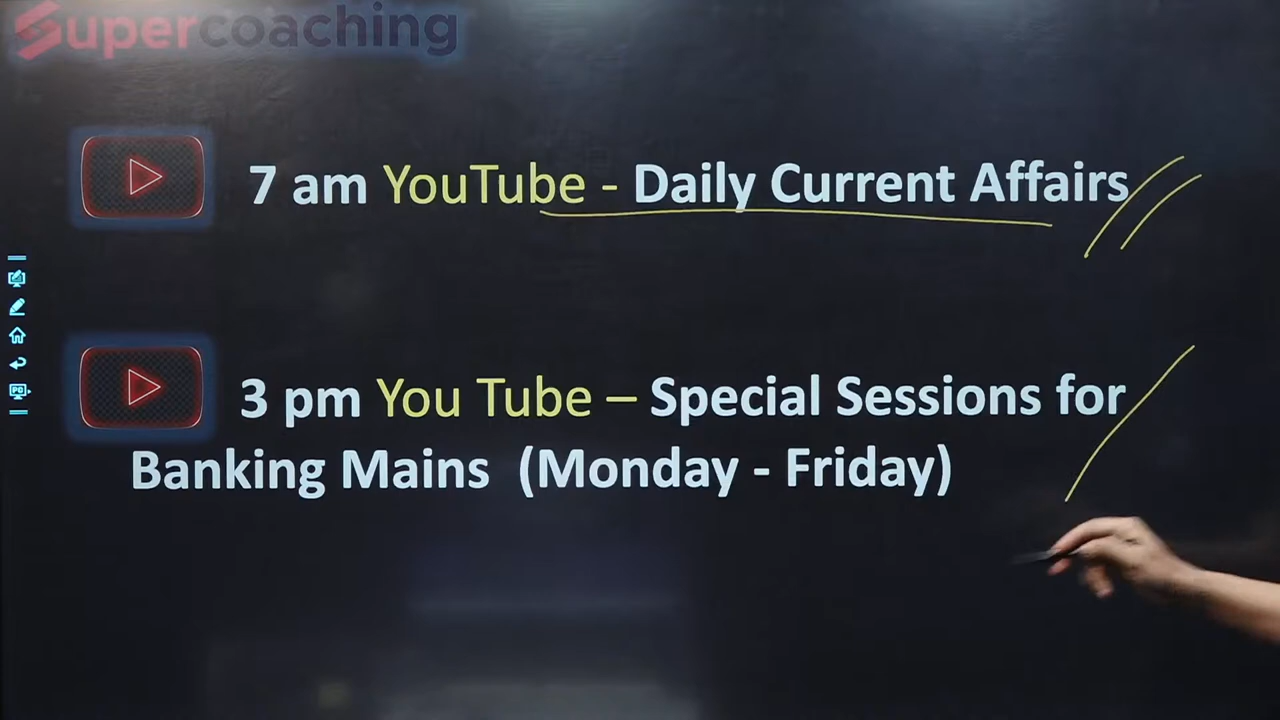 Supercoaching
7 am YouTube - Daily Current Affairs
3 pm You Tube – Special Sessions for
Banking Mains (Monday - Friday)